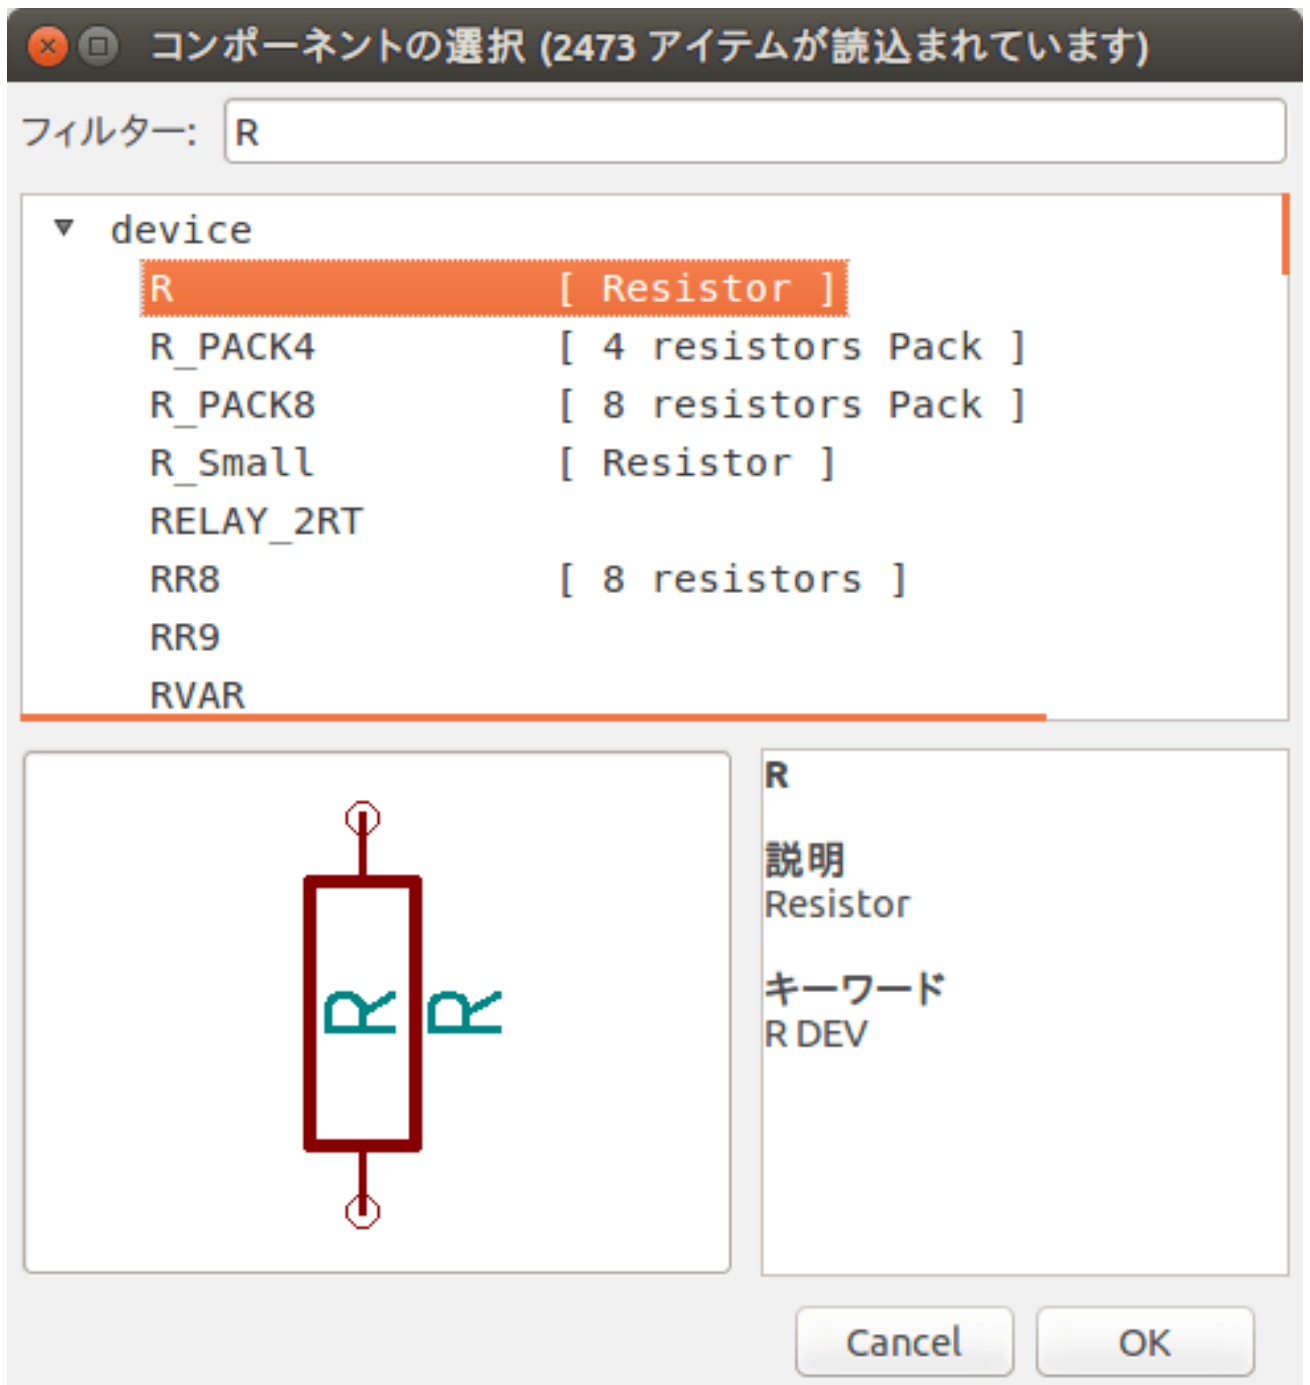 コンポーネントの選択 (2473 アイテムが読込まれています)
フィルター: R
device
R [ Resistor ]
R_PACK4 [ 4 resistors Pack ]
R_PACK8 [ 8 resistors Pack ]
R_Small [ Resistor ]
RELAY_2RT
RR8 [ 8 resistors ]
RR9
RVAR
R R
R
説明
Resistor
キーワード
R DEV
Cancel OK